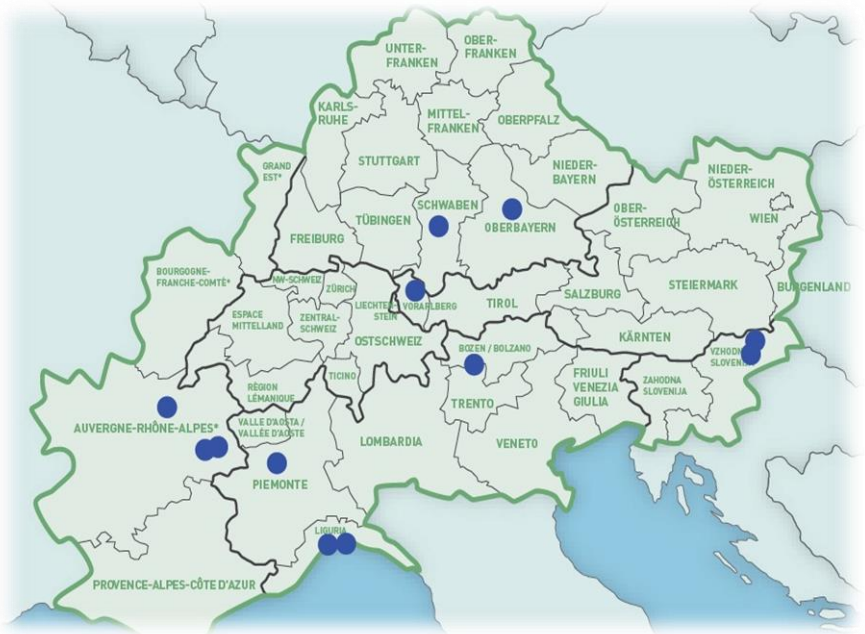 UNTER-
FRANKEN
OBER-
FRANKEN
KARLS-
RUHE
MITTEL-
FRANKEN
OBERPFALZ
STUTTGART
GRAND
EST*
NIEDER-
BAYERN
NIEDER-
ÖSTERREICH
SCHWABEN
TÜBINGEN
OBERBAYERN
OBER-
ÖSTERREICH
WIEN
FREIBURG
BOURGOGNE-
FRANCHE-COMTÉ*
NW-SCHWEIZ
ZÜRICH
STEIERMARK
BURGENLAND
SALZBURG
LIECHTEN-
STEIN
VORARLBERG
TIROL
ESPACE
MITTELLAND
ZENTRAL-
SCHWEIZ
OSTSCHWEIZ
KÄRNTEN
BOZEN / BOLZANO
VZHODNA
SLOVENIJA
TICINO
FRIULI
VENEZIA
GIULIA
ZAHODNA
SLOVENIJA
RÈGION
LÉMANIQUE
TRENTO
AUVERGNE-RHÔNE-ALPES*
VALLE D'AOSTA /
VALLÉE D'AOSTE
LOMBARDIA
VENETO
PIEMONTE
LIGURIA
PROVENCE-ALPES-CÔTE D'AZUR